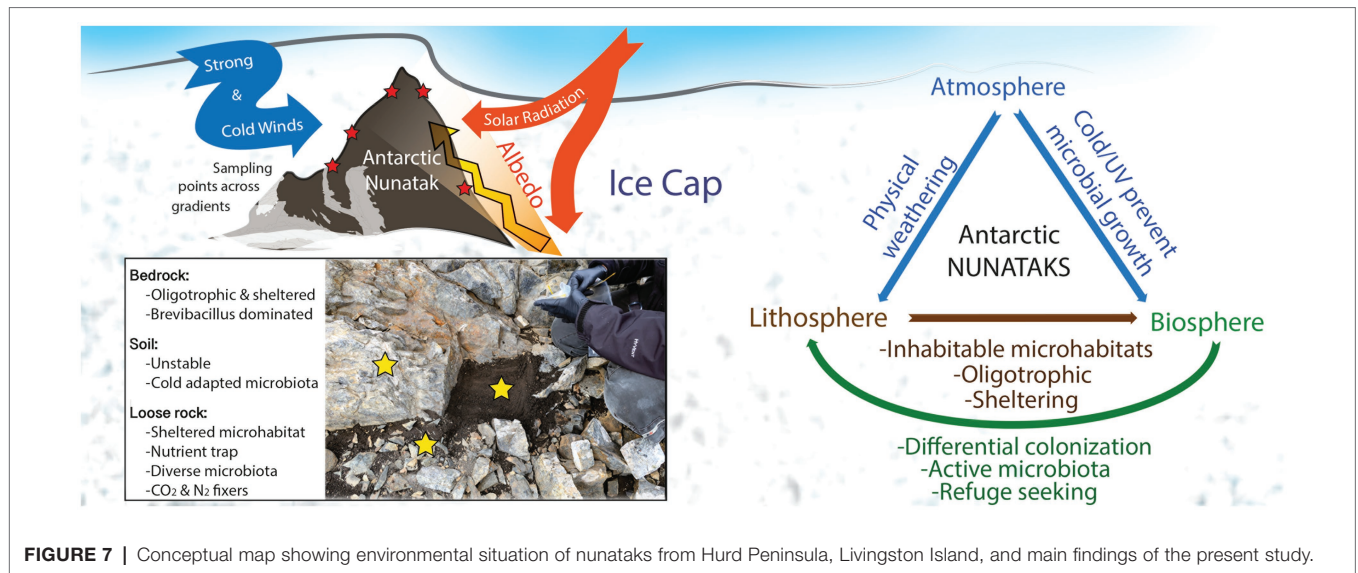 Strong
&
Cold Winds
Sampling
points across
gradients
Antarctic
Nunatak
Solar Radiation
Albedo
Ice Cap
Bedrock:
-Oligotrophic & sheltered
-Brevibacillus dominated
Soil:
-Unstable
-Cold adapted microbiota
Loose rock:
-Sheltered microhabitat
-Nutrient trap
-Diverse microbiota
-CO₂ & N₂ fixers
Atmosphere
Physical
weathering
Cold/UV prevent
microbial growth
Antarctic
NUNATAKS
Lithosphere
Biosphere
-Inhabitable microhabitats
-Oligotrophic
-Sheltering
-Differential colonization
-Active microbiota
-Refuge seeking
FIGURE 7 | Conceptual map showing environmental situation of nunataks from Hurd Peninsula, Livingston Island, and main findings of the present study.